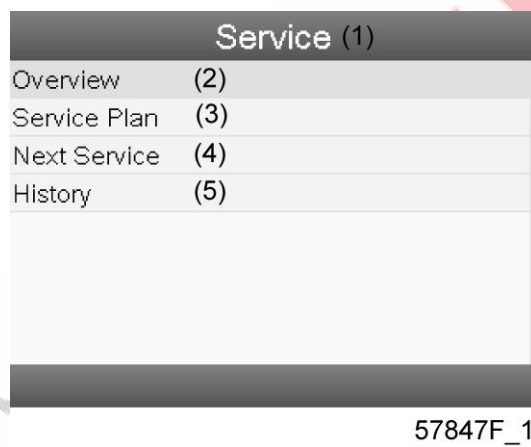 Service (1)
Overview (2)
Service Plan (3)
Next Service (4)
History (5)
57847F_1